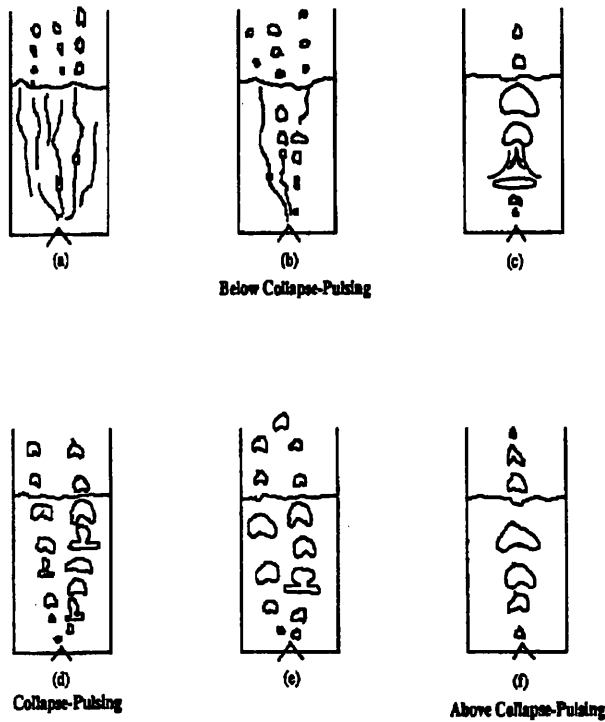 (a) (b) (c)
Below Collapse-Pulsing
(d) (e) (f)
Collapse-Pulsing Above Collapse-Pulsing